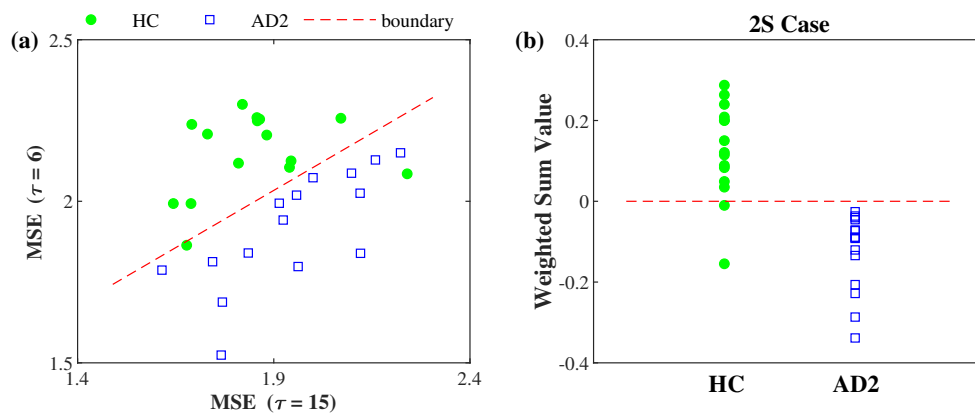 HC AD2 boundary
(a)
2.5
2
1.5
MSE (τ = 6)
1.4 1.9 2.4
MSE (τ = 15)
(b)
2S Case
0.4
0.2
0
-0.2
-0.4
Weighted Sum Value
HC AD2